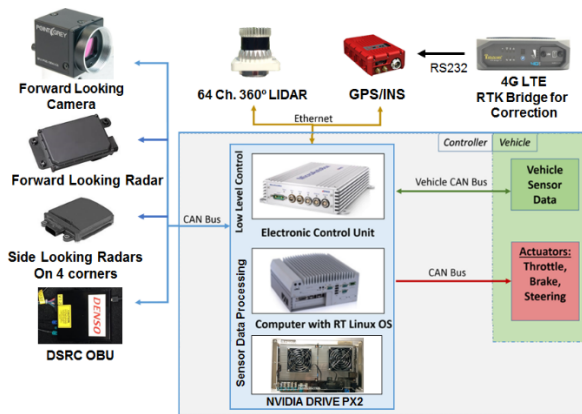 POINT GREY
Forward Looking
Camera
64 Ch. 360º LIDAR
GPS/INS
RS232
4G LTE
RTK Bridge for
Correction
Ethernet
Forward Looking Radar
Side Looking Radars
On 4 corners
DENSO
DSRC OBU
CAN Bus
Controller
Vehicle
Low Level Control
Electronic Control Unit
Vehicle CAN Bus
Vehicle
Sensor
Data
Sensor Data Processing
Computer with RT Linux OS
CAN Bus
Actuators:
Throttle,
Brake,
Steering
NVIDIA DRIVE PX2